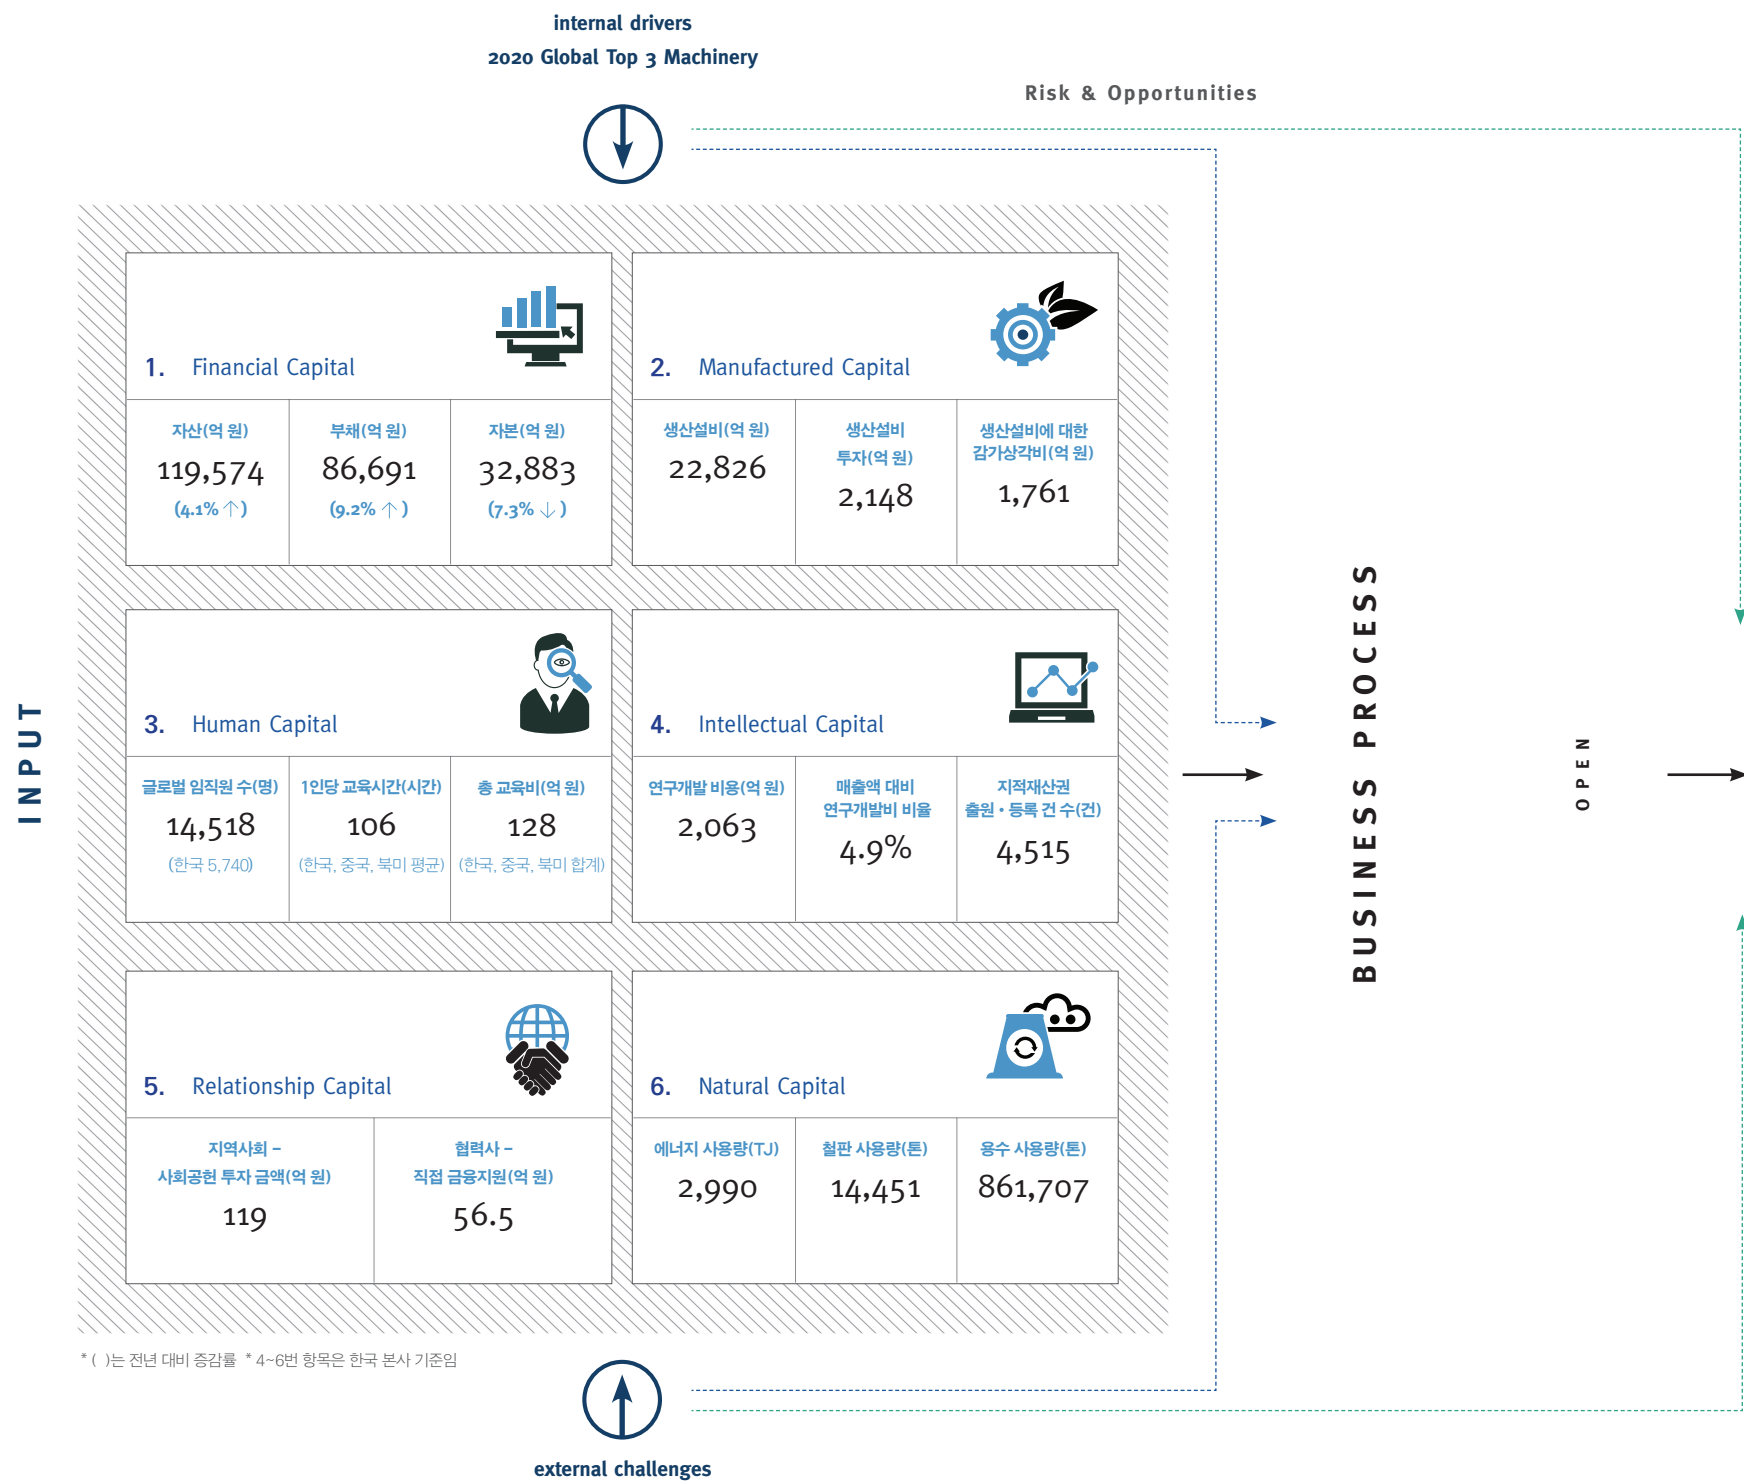 internal drivers
2020 Global Top 3 Machinery
Risk & Opportunities
INPUT
1. Financial Capital
자산(억 원)
119,574
(4.1% ↑)
부채(억 원)
86,691
(9.2% ↑)
자본(억 원)
32,883
(7.3% ↓)
2. Manufactured Capital
생산설비(억 원)
22,826
생산설비
투자(억 원)
2,148
생산설비에 대한
감가상각비(억 원)
1,761
3. Human Capital
글로벌 임직원 수(명)
14,518
(한국 5,740)
1인당 교육시간(시간)
106
(한국, 중국, 북미 평균)
총 교육비(억 원)
128
(한국, 중국, 북미 합계)
4. Intellectual Capital
연구개발 비용(억 원)
2,063
매출액 대비
연구개발비 비율
4.9%
지적재산권
출원 • 등록 건 수(건)
4,515
5. Relationship Capital
지역사회 –
사회공헌 투자 금액(억 원)
119
협력사 –
직접 금융지원(억 원)
56.5
6. Natural Capital
에너지 사용량(TJ)
2,990
철판 사용량(톤)
14,451
용수 사용량(톤)
861,707
BUSINESS PROCESS
OPEN
* ( )는 전년 대비 증감률 * 4~6번 항목은 한국 본사 기준임
external challenges